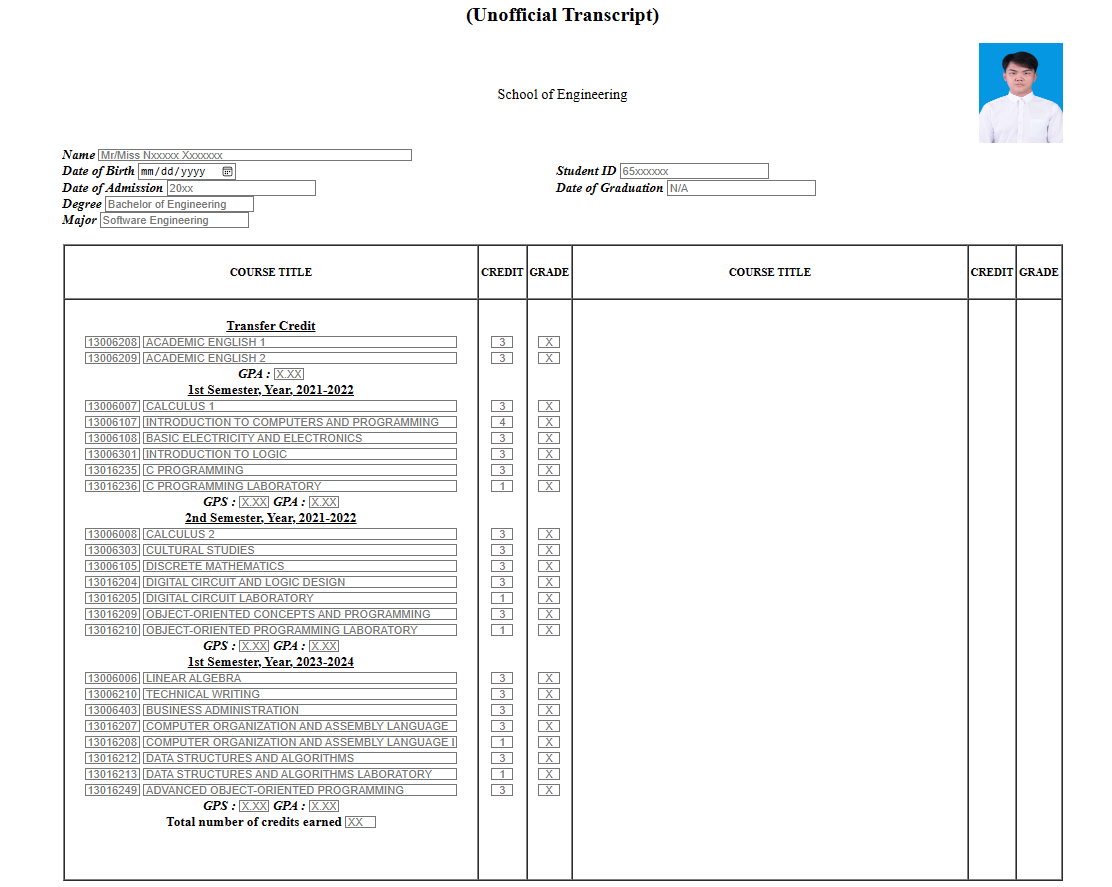 (Unofficial Transcript)
School of Engineering
Name Mr/Miss Nxxxxx Xxxxxxx
Date of Birth mm/dd/yyyy Student ID 65xxxxxx
Date of Admission 20xx Date of Graduation N/A
Degree Bachelor of Engineering
Major Software Engineering
COURSE TITLE CREDIT GRADE COURSE TITLE CREDIT GRADE
Transfer Credit
13006208 ACADEMIC ENGLISH 1 3 X
13006209 ACADEMIC ENGLISH 2 3 X
GPA : X.XX
1st Semester, Year, 2021-2022
13006007 CALCULUS 1 3 X
13006107 INTRODUCTION TO COMPUTERS AND PROGRAMMING 4 X
13006108 BASIC ELECTRICITY AND ELECTRONICS 3 X
13006301 INTRODUCTION TO LOGIC 3 X
13016235 C PROGRAMMING 3 X
13016236 C PROGRAMMING LABORATORY 1 X
GPS : X.XX GPA : X.XX
2nd Semester, Year, 2021-2022
13006008 CALCULUS 2 3 X
13006303 CULTURAL STUDIES 3 X
13006105 DISCRETE MATHEMATICS 3 X
13016204 DIGITAL CIRCUIT AND LOGIC DESIGN 3 X
13016205 DIGITAL CIRCUIT LABORATORY 1 X
13016209 OBJECT-ORIENTED CONCEPTS AND PROGRAMMING 3 X
13016210 OBJECT-ORIENTED PROGRAMMING LABORATORY 1 X
GPS : X.XX GPA : X.XX
1st Semester, Year, 2023-2024
13006006 LINEAR ALGEBRA 3 X
13006210 TECHNICAL WRITING 3 X
13006403 BUSINESS ADMINISTRATION 3 X
13016207 COMPUTER ORGANIZATION AND ASSEMBLY LANGUAGE 3 X
13016208 COMPUTER ORGANIZATION AND ASSEMBLY LANGUAGE 1 X
13016212 DATA STRUCTURES AND ALGORITHMS 3 X
13016213 DATA STRUCTURES AND ALGORITHMS LABORATORY 1 X
13016249 ADVANCED OBJECT-ORIENTED PROGRAMMING 3 X
GPS : X.XX GPA : X.XX
Total number of credits earned XX